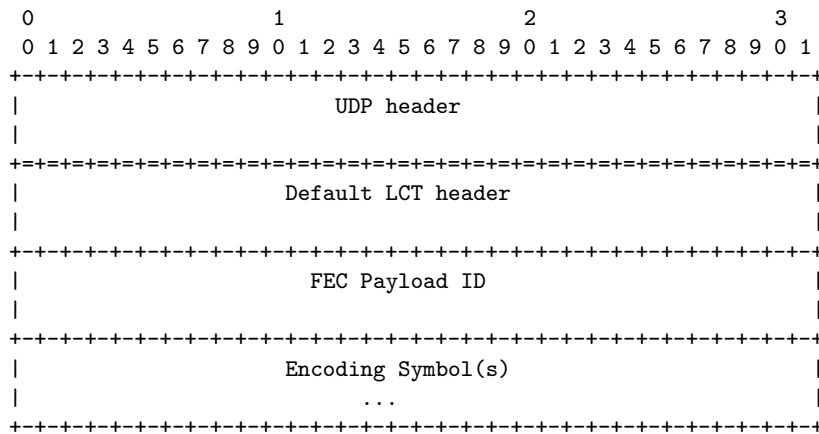 0                   1                   2                   3
 0 1 2 3 4 5 6 7 8 9 0 1 2 3 4 5 6 7 8 9 0 1 2 3 4 5 6 7 8 9 0 1
+-+-+-+-+-+-+-+-+-+-+-+-+-+-+-+-+-+-+-+-+-+-+-+-+-+-+-+-+-+-+-+-+
|                         UDP header                            |
|                                                               |
+=+=+=+=+=+=+=+=+=+=+=+=+=+=+=+=+=+=+=+=+=+=+=+=+=+=+=+=+=+=+=+=+
|                     Default LCT header                        |
|                                                               |
+-+-+-+-+-+-+-+-+-+-+-+-+-+-+-+-+-+-+-+-+-+-+-+-+-+-+-+-+-+-+-+-+
|                       FEC Payload ID                          |
|                                                               |
+-+-+-+-+-+-+-+-+-+-+-+-+-+-+-+-+-+-+-+-+-+-+-+-+-+-+-+-+-+-+-+-+
|                     Encoding Symbol(s)                        |
|                           ...                                 |
+-+-+-+-+-+-+-+-+-+-+-+-+-+-+-+-+-+-+-+-+-+-+-+-+-+-+-+-+-+-+-+-+